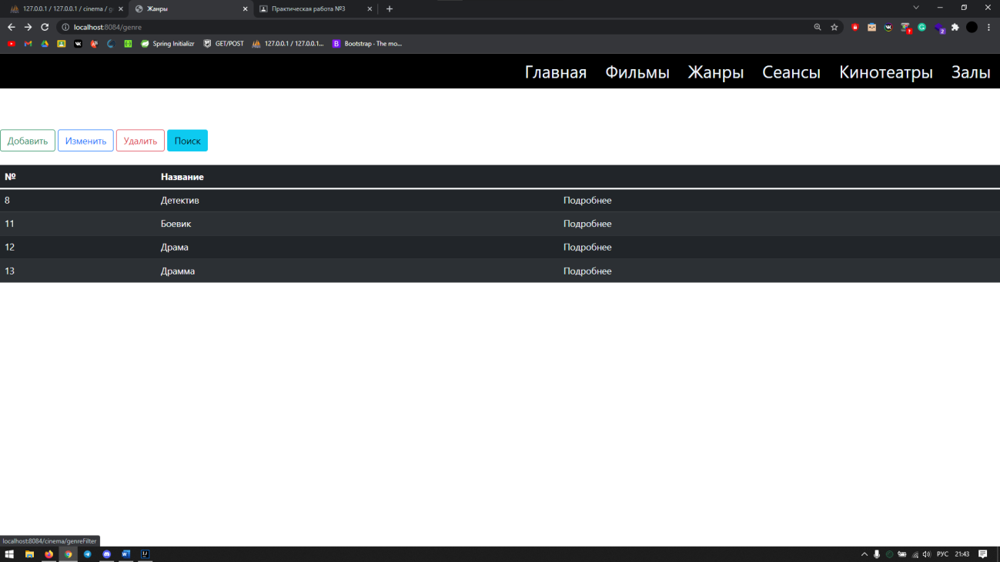 127.0.0.1 / 127.0.0.1 / cinema / g
Жанры
Практическая работа №3
localhost:8084/genre
Spring Initializr
GET/POST
127.0.0.1 / 127.0.0.1...
Bootstrap · The mo...
Главная Фильмы Жанры Сеансы Кинотеатры Залы
Добавить Изменить Удалить Поиск
№ Название
8 Детектив Подробнее
11 Боевик Подробнее
12 Драма Подробнее
13 Драмма Подробнее
localhost:8084/cinema/genreFilter
РУС 21:43